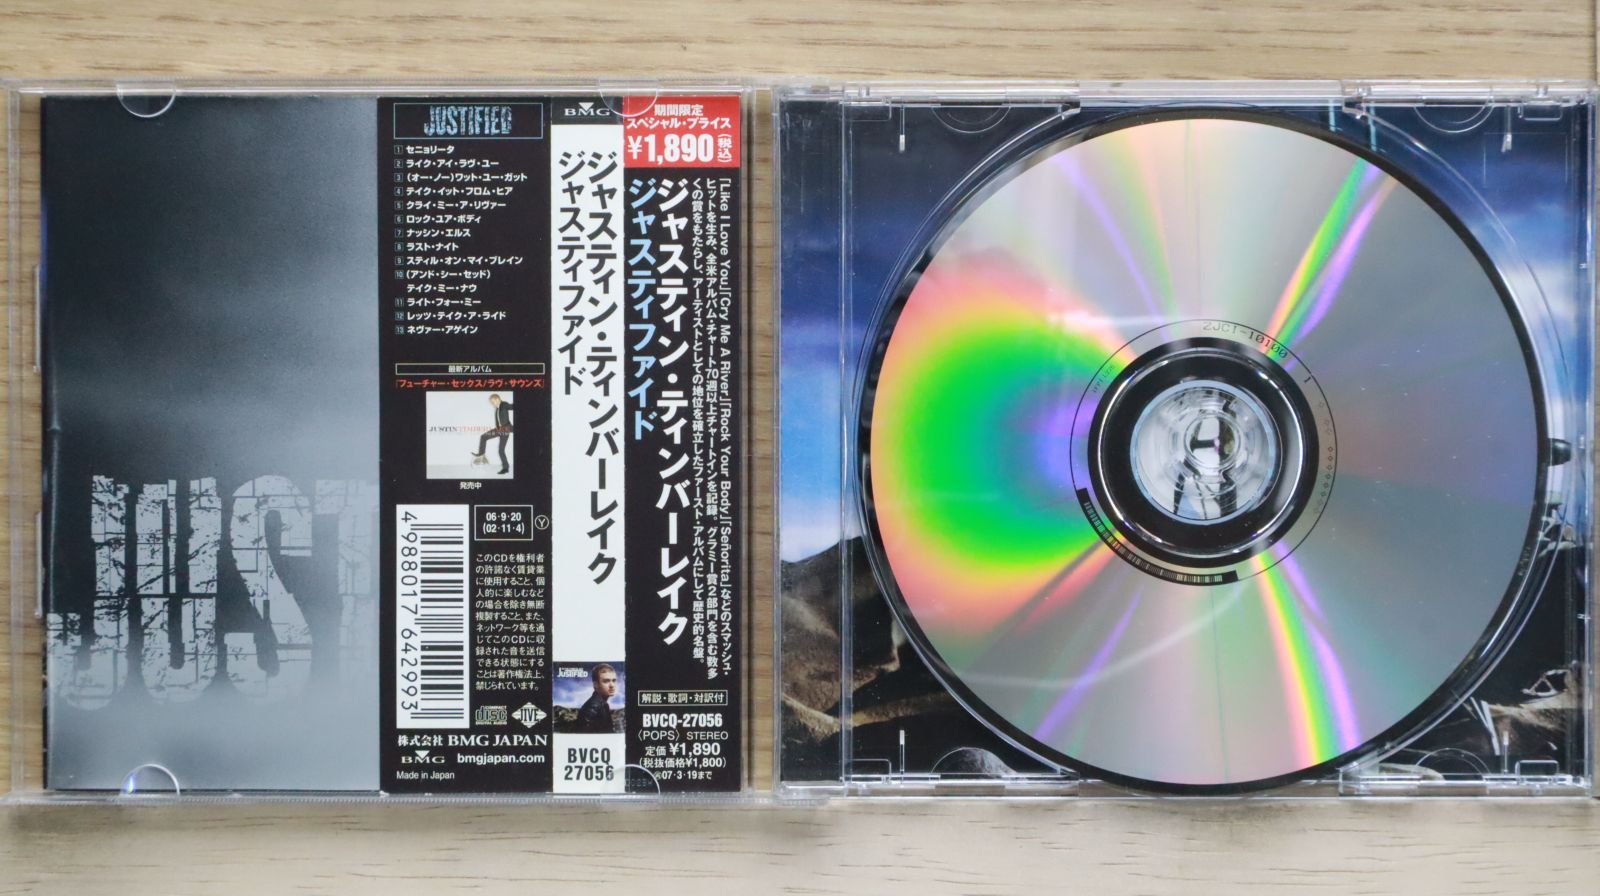 JUST
JUSTIFIED
1 セニョリータ
2 ライク・アイ・ラヴ・ユー
3 (オー・ノー)ワット・ユー・ガット
4 テイク・イット・フロム・ヒア
5 クライ・ミー・ア・リヴァー
6 ロック・ユア・ボディ
7 ナッシン・エルス
8 ラスト・ナイト
9 スティル・オン・マイ・ブレイン
10 (アンド・シー・セッド)
テイク・ミー・ナウ
11 ライト・フォー・ミー
12 レッツ・テイク・ア・ライド
13 ネヴァー・アゲイン
最新アルバム
「フューチャー・セックス/ラヴ・サウンズ」
JUSTIN TIMBERLAKE
発売中
4 988017 642993
06・9・20
(02・11・4)
Y
このCDを権利者
の許諾なく賃貸業
に使用すること、個
人的に楽しむなど
の場合を除き無断
複製すること、また、
ネットワーク等を通
じてこのCDに収
録された音を送信
できる状態にする
ことは著作権法上、
禁じられています。
COMPACT
disc
DIGITAL AUDIO
JIVE
株式会社 BMG JAPAN
BMG bmgjapan.com
Made in Japan
BMG
ジャスティン・ティンバーレイク
ジャスティファイド
JUSTIFIED
BVCQ
27056
期間限定
スペシャル・プライス
¥1,890(税込)
「Like I Love You」「Cry Me A River」「Rock Your Body」「Señorita」などのスマッシュ・
ヒットを生み、全米アルバム・チャート70週以上チャートインを記録。グラミー賞2部門を含む数多
くの賞をもたらし、アーティストとしての地位を確立したファースト・アルバムにして歴史的名盤。
ジャスティン・ティンバーレイク
ジャスティファイド
解説・歌詞・対訳付
BVCQ-27056
〈POPS〉 STEREO
定価 ¥1,890
(税抜価格¥1,800)
07・3・19まで
2JCI-10100
1